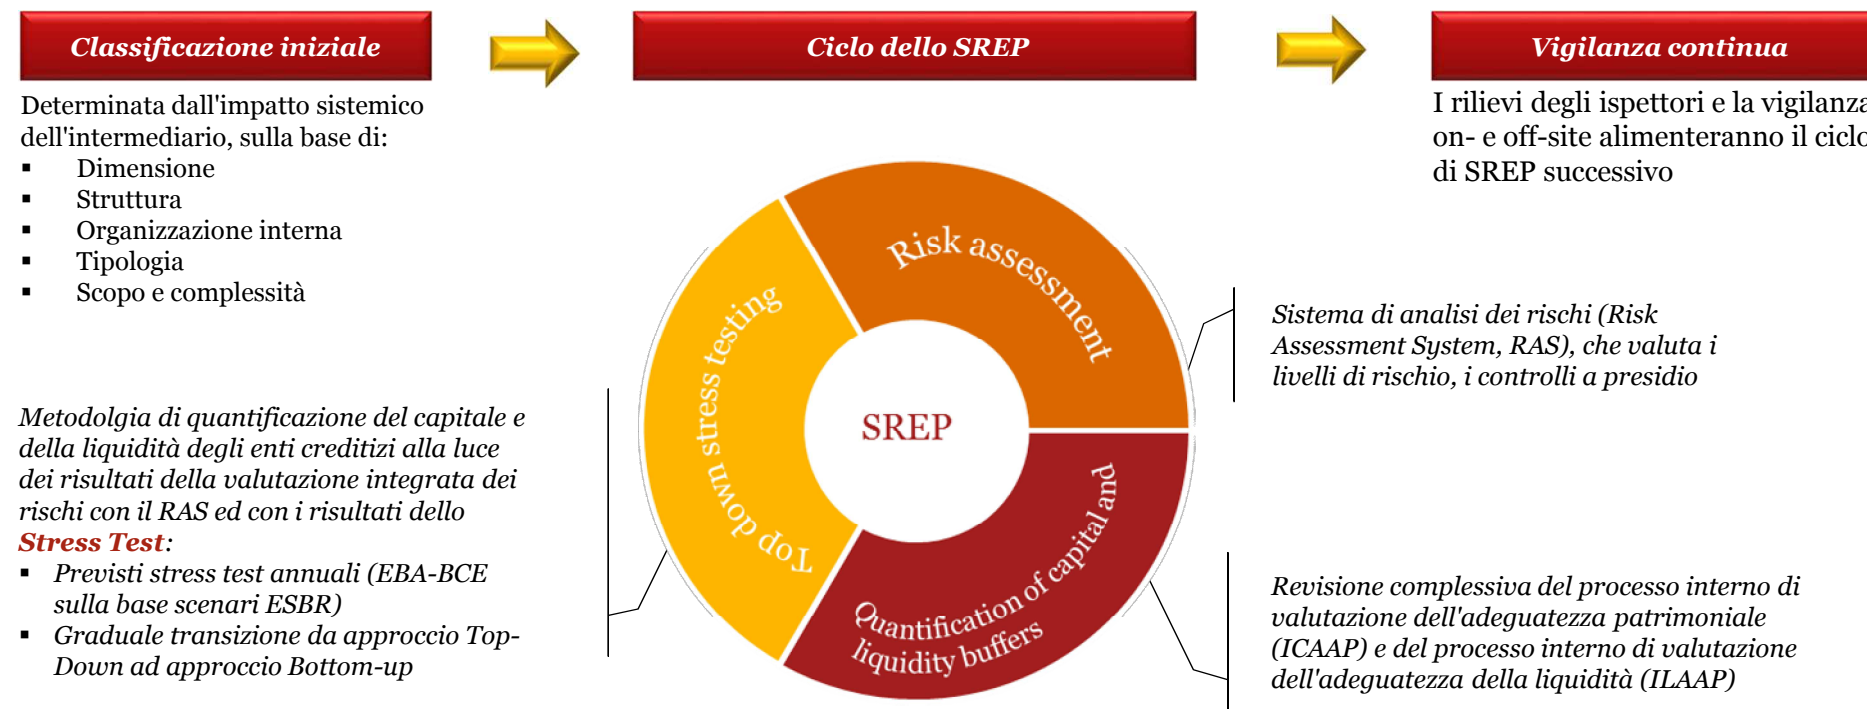 Classificazione iniziale
Ciclo dello SREP
Vigilanza continua
Determinata dall'impatto sistemico
dell'intermediario, sulla base di:
▪ Dimensione
▪ Struttura
▪ Organizzazione interna
▪ Tipologia
▪ Scopo e complessità
I rilievi degli ispettori e la vigilanza
on- e off-site alimenteranno il ciclo
di SREP successivo
Risk assessment
Top down stress testing
SREP
Quantification of capital and
liquidity buffers
Sistema di analisi dei rischi (Risk
Assessment System, RAS), che valuta i
livelli di rischio, i controlli a presidio
Metodolgia di quantificazione del capitale e
della liquidità degli enti creditizi alla luce
dei risultati della valutazione integrata dei
rischi con il RAS ed con i risultati dello
Stress Test:
▪ Previsti stress test annuali (EBA-BCE
sulla base scenari ESBR)
▪ Graduale transizione da approccio Top-
Down ad approccio Bottom-up
Revisione complessiva del processo interno di
valutazione dell'adeguatezza patrimoniale
(ICAAP) e del processo interno di valutazione
dell'adeguatezza della liquidità (ILAAP)